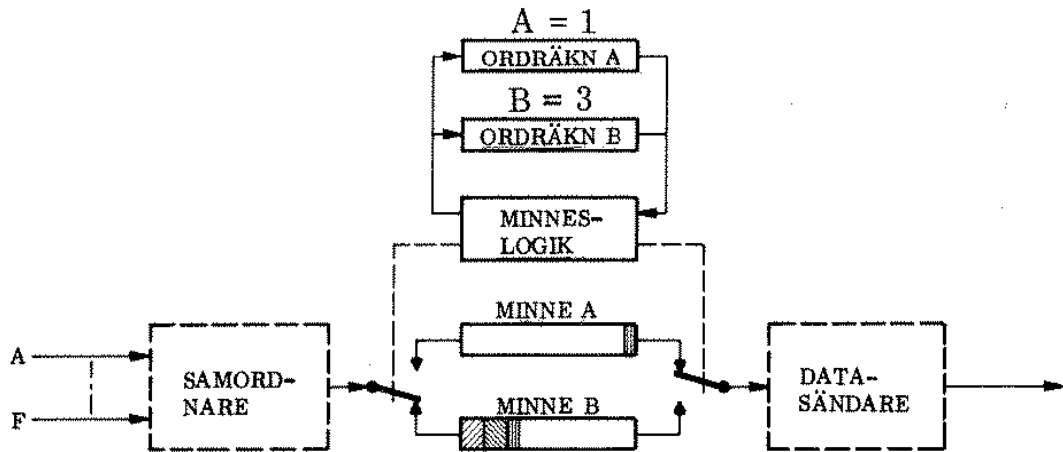 A = 1
ORDRÄKN A
B = 3
ORDRÄKN B
MINNES-
LOGIK
MINNE A
A
SAMORD-
NARE
F
MINNE B
DATA-
SÄNDARE